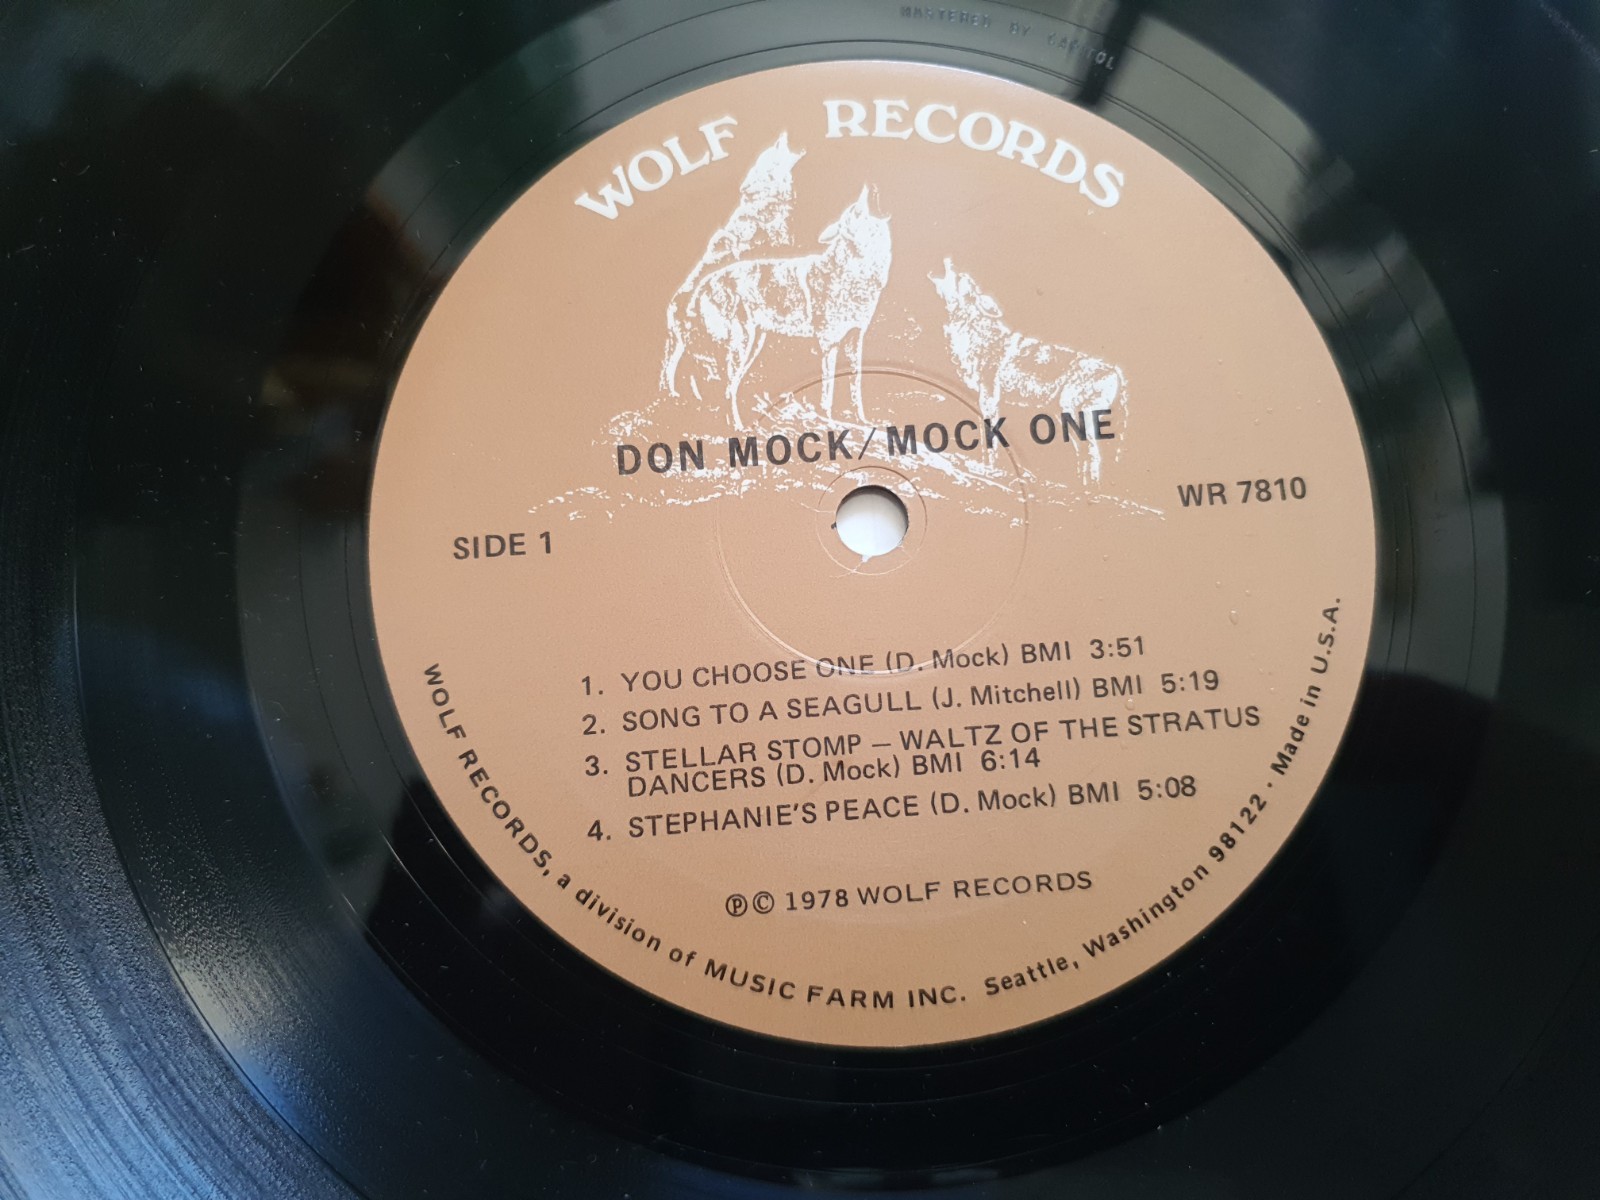 MASTERED BY CAPITOL
WOLF RECORDS
DON MOCK/MOCK ONE
WR 7810
SIDE 1
1. YOU CHOOSE ONE (D. Mock) BMI 3:51
2. SONG TO A SEAGULL (J. Mitchell) BMI 5:19
3. STELLAR STOMP – WALTZ OF THE STRATUS
DANCERS (D. Mock) BMI 6:14
4. STEPHANIE'S PEACE (D. Mock) BMI 5:08
℗© 1978 WOLF RECORDS
WOLF RECORDS, a division of MUSIC FARM INC. Seattle, Washington 98122 · Made in U.S.A.